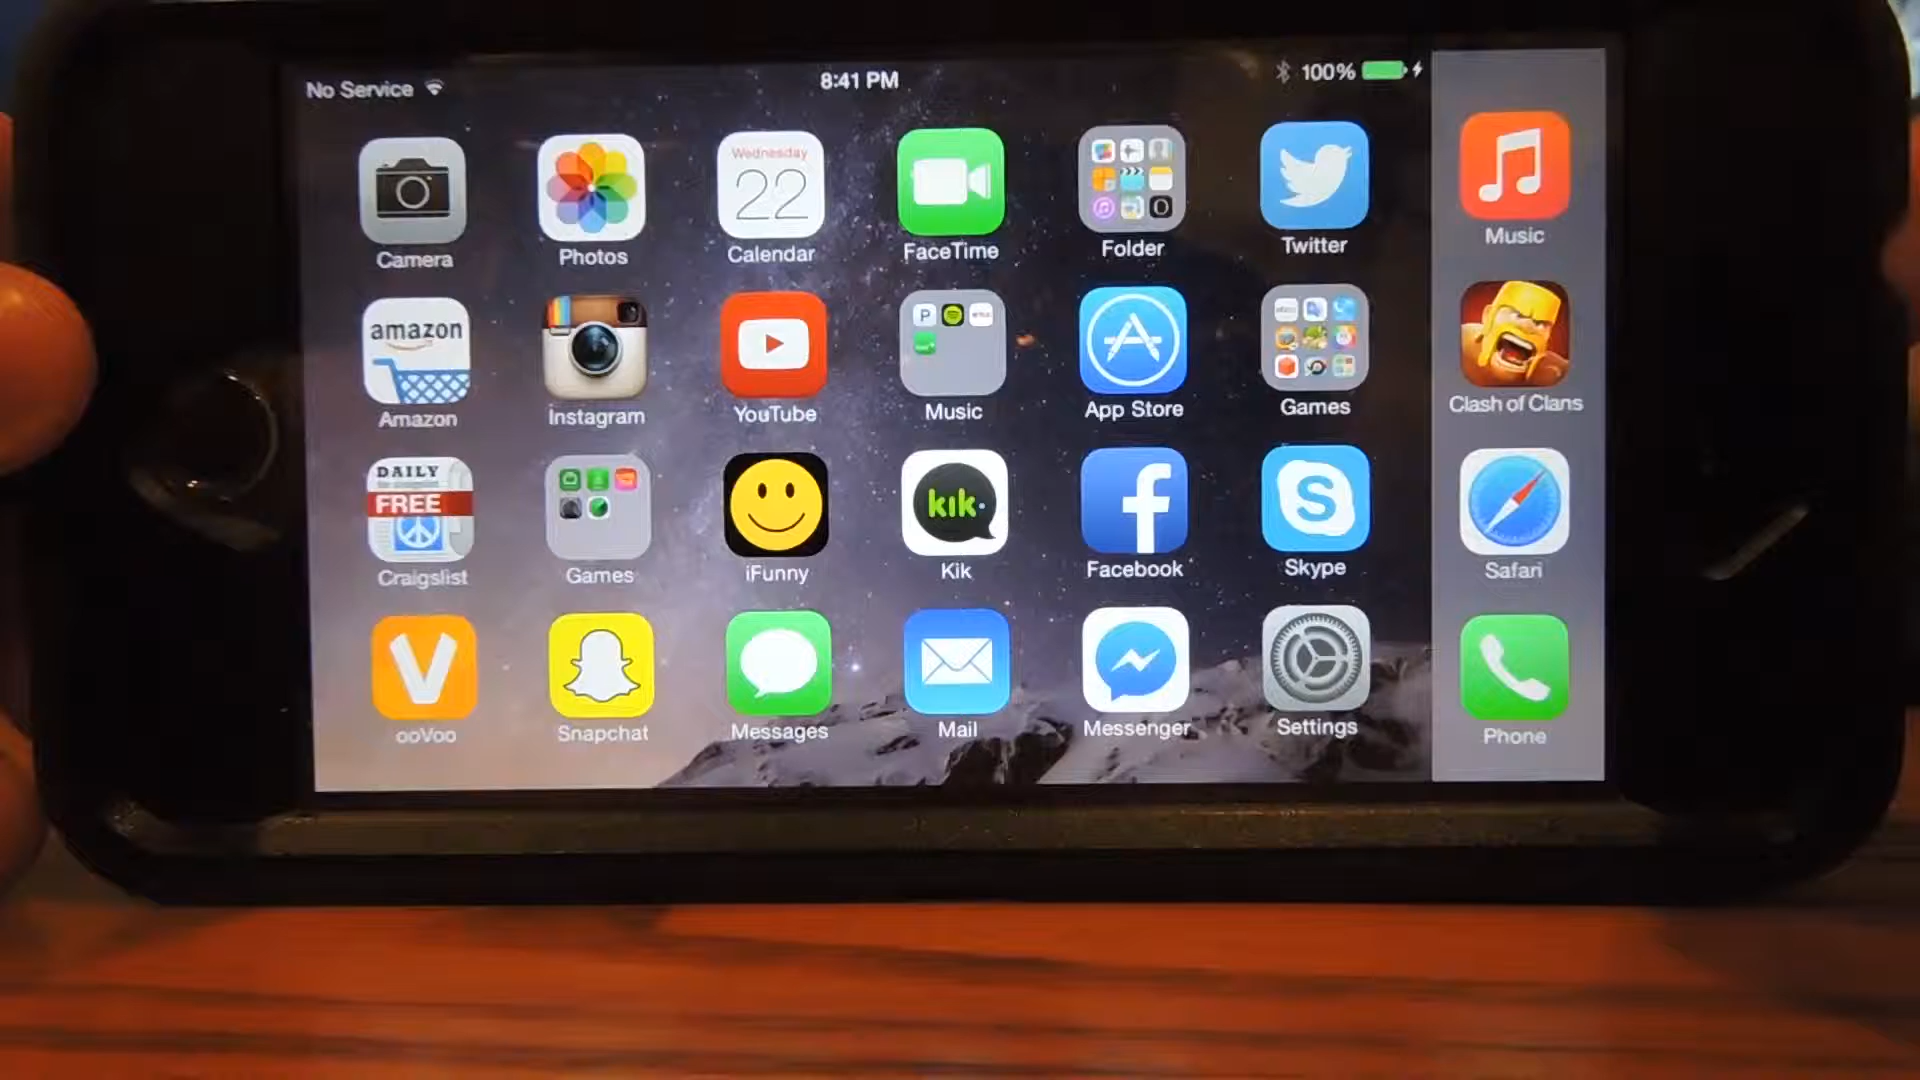 No Service
8:41 PM
100%
Wednesday
22
Camera
Photos
Calendar
FaceTime
Folder
Twitter
Music
amazon
Amazon
Instagram
YouTube
P
Music
App Store
Games
Clash of Clans
DAILY
FREE
Craigslist
Games
iFunny
kik.
Kik
f
Facebook
S
Skype
Safari
V
ooVoo
Snapchat
Messages
Mail
Messenger
Settings
Phone